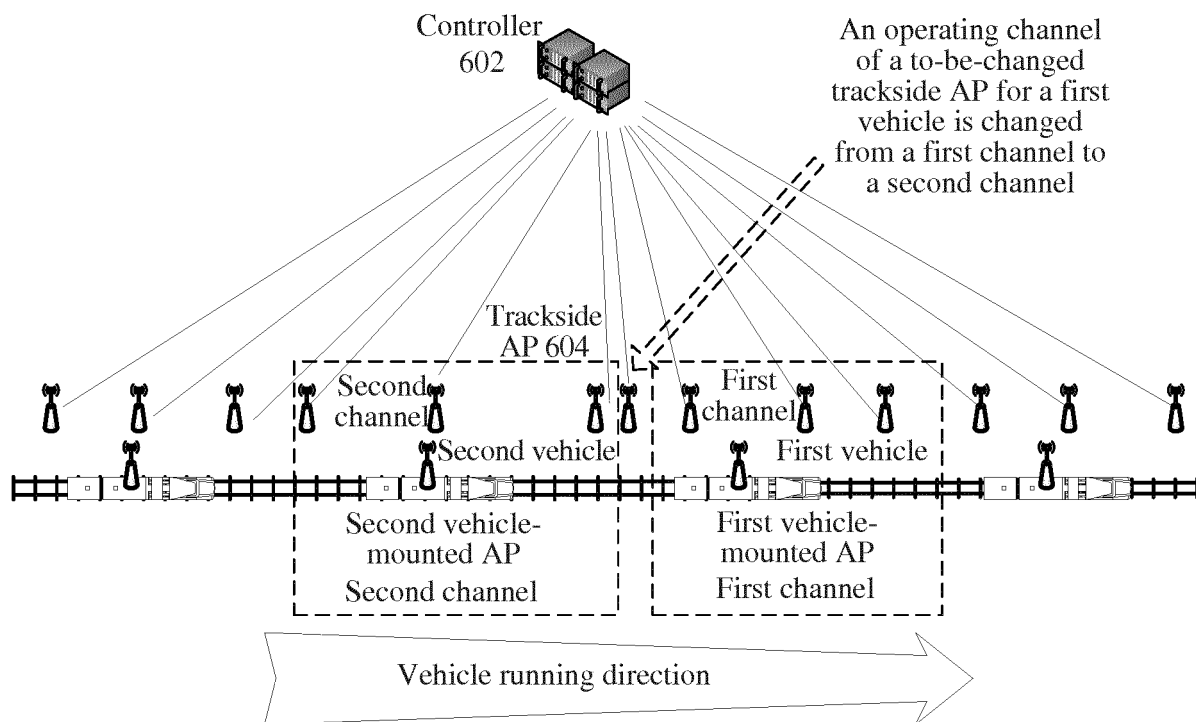 Controller
602
An operating channel
of a to-be-changed
trackside AP for a first
vehicle is changed
from a first channel to
a second channel
Trackside
AP 604
Second
channel
First
channel
Second vehicle
First vehicle
Second vehicle-
mounted AP
Second channel
First vehicle-
mounted AP
First channel
Vehicle running direction